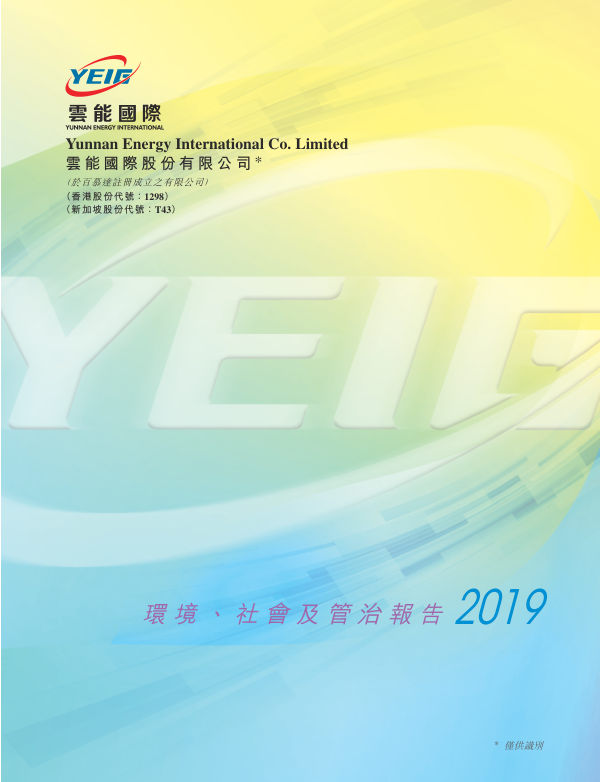 YEIG
雲能國際
YUNNAN ENERGY INTERNATIONAL
Yunnan Energy International Co. Limited
雲能國際股份有限公司*
(於百慕達註冊成立之有限公司)
(香港股份代號：1298)
(新加坡股份代號：T43)
YEIG
環境、社會及管治報告 2019
* 僅供識別